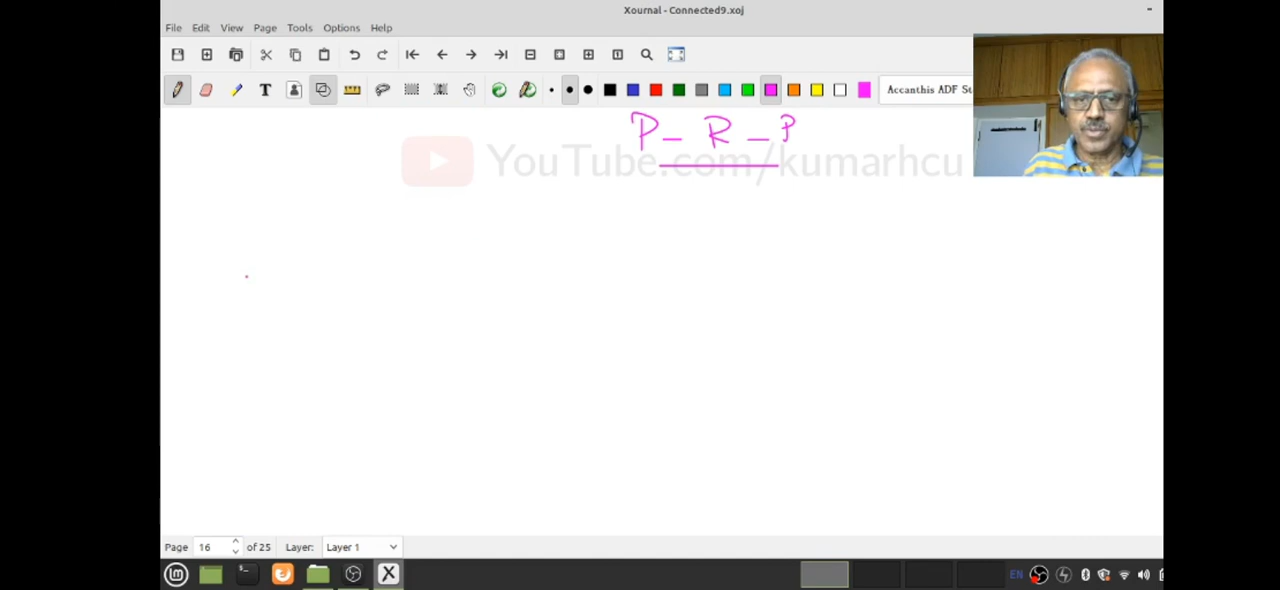 Xournal - Connected9.xoj
File Edit View Page Tools Options Help
T
Accanthis ADF St
P_ R _P
YouTube.com/kumarhcu
Page 16 of 25 Layer: Layer 1
EN